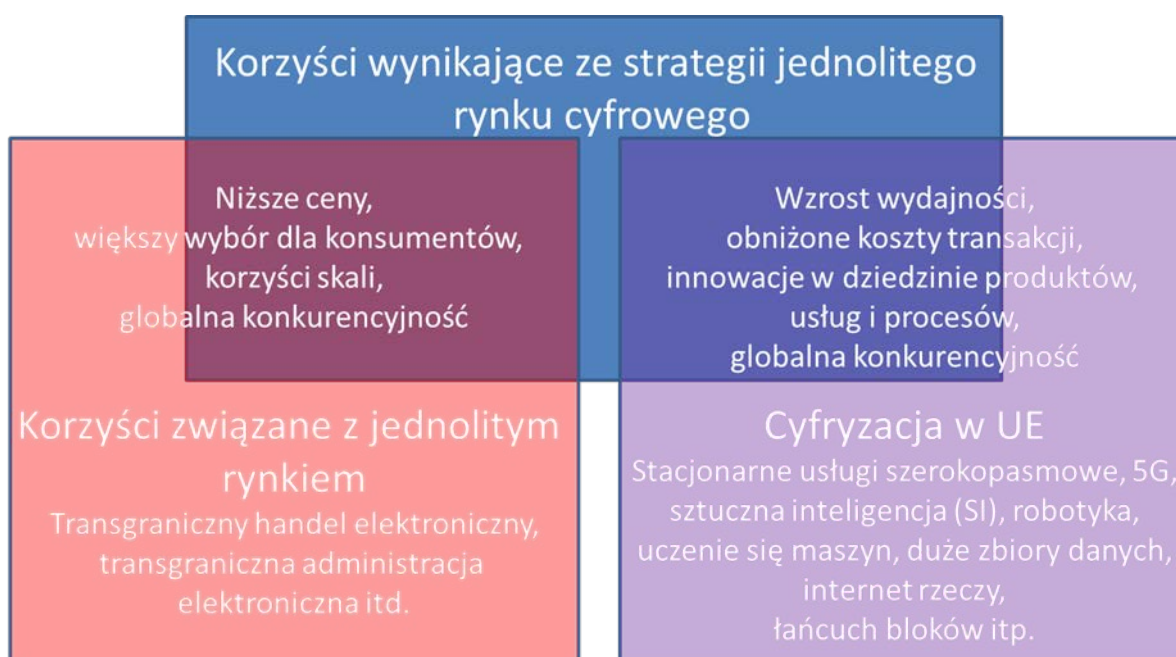 Korzyści wynikające ze strategii jednolitego
rynku cyfrowego
Niższe ceny,
większy wybór dla konsumentów,
korzyści skali,
globalna konkurencyjność
Korzyści związane z jednolitym
rynkiem
Transgraniczny handel elektroniczny,
transgraniczna administracja
elektroniczna itd.
Wzrost wydajności,
obniżone koszty transakcji,
innowacje w dziedzinie produktów,
usług i procesów,
globalna konkurencyjność
Cyfryzacja w UE
Stacjonarne usługi szerokopasmowe, 5G,
sztuczna inteligencja (SI), robotyka,
uczenie się maszyn, duże zbiory danych,
internet rzeczy,
łańcuch bloków itp.